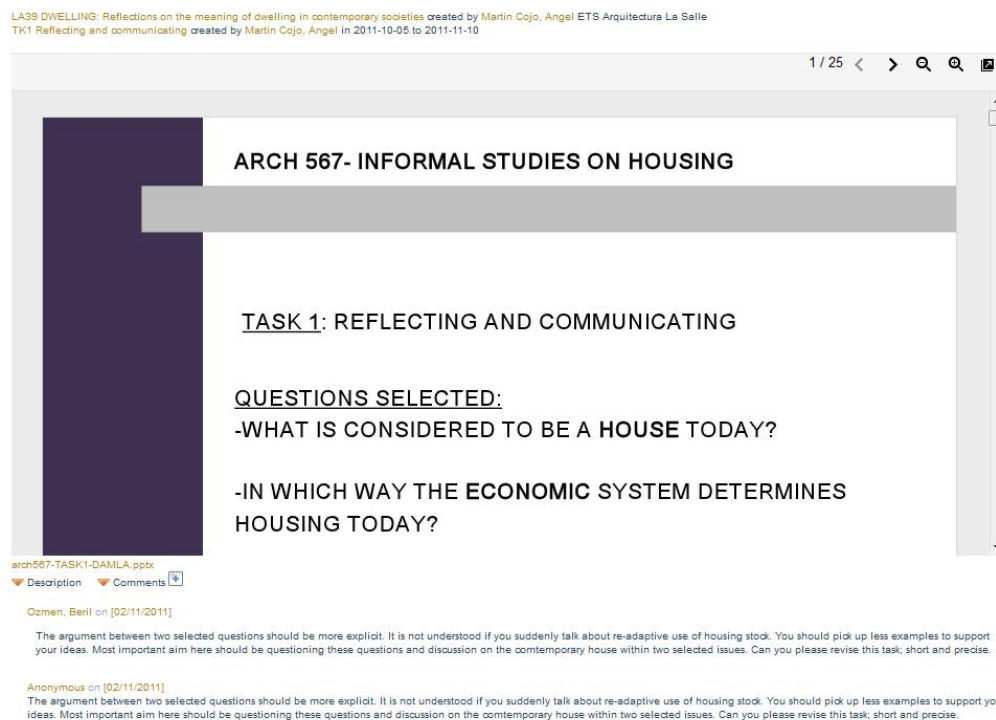 LA39 DWELLING: Reflections on the meaning of dwelling in contemporary societies created by Martin Cojo, Angel ETS Arquitectura La Salle
TK1 Reflecting and communicating created by Martin Cojo, Angel in 2011-10-05 to 2011-11-10
1 / 25
ARCH 567- INFORMAL STUDIES ON HOUSING
TASK 1: REFLECTING AND COMMUNICATING
QUESTIONS SELECTED:
-WHAT IS CONSIDERED TO BE A HOUSE TODAY?
-IN WHICH WAY THE ECONOMIC SYSTEM DETERMINES
HOUSING TODAY?
arch567-TASK1-DAMLA.pptx
Description Comments
Ozmen, Beril on [02/11/2011]
The argument between two selected questions should be more explicit. It is not understood if you suddenly talk about re-adaptive use of housing stock. You should pick up less examples to support
your ideas. Most important aim here should be questioning these questions and discussion on the comtemporary house within two selected issues. Can you please revise this task; short and precise.
Anonymous on [02/11/2011]
The argument between two selected questions should be more explicit. It is not understood if you suddenly talk about re-adaptive use of housing stock. You should pick up less examples to support yo
ideas. Most important aim here should be questioning these questions and discussion on the comtemporary house within two selected issues. Can you please revise this task; short and precise.